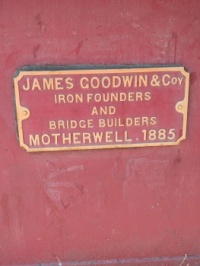 JAMES GOODWIN & Coy
IRON FOUNDERS
AND
BRIDGE BUILDERS
MOTHERWELL. 1885